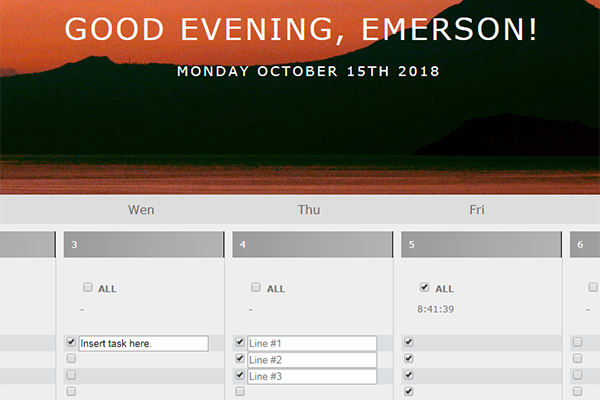 GOOD EVENING, EMERSON!
MONDAY OCTOBER 15TH 2018
Wen Thu Fri
3 4 5 6
ALL ALL ALL
- - 8:41:39 -
Insert task here. Line #1
Line #2
Line #3